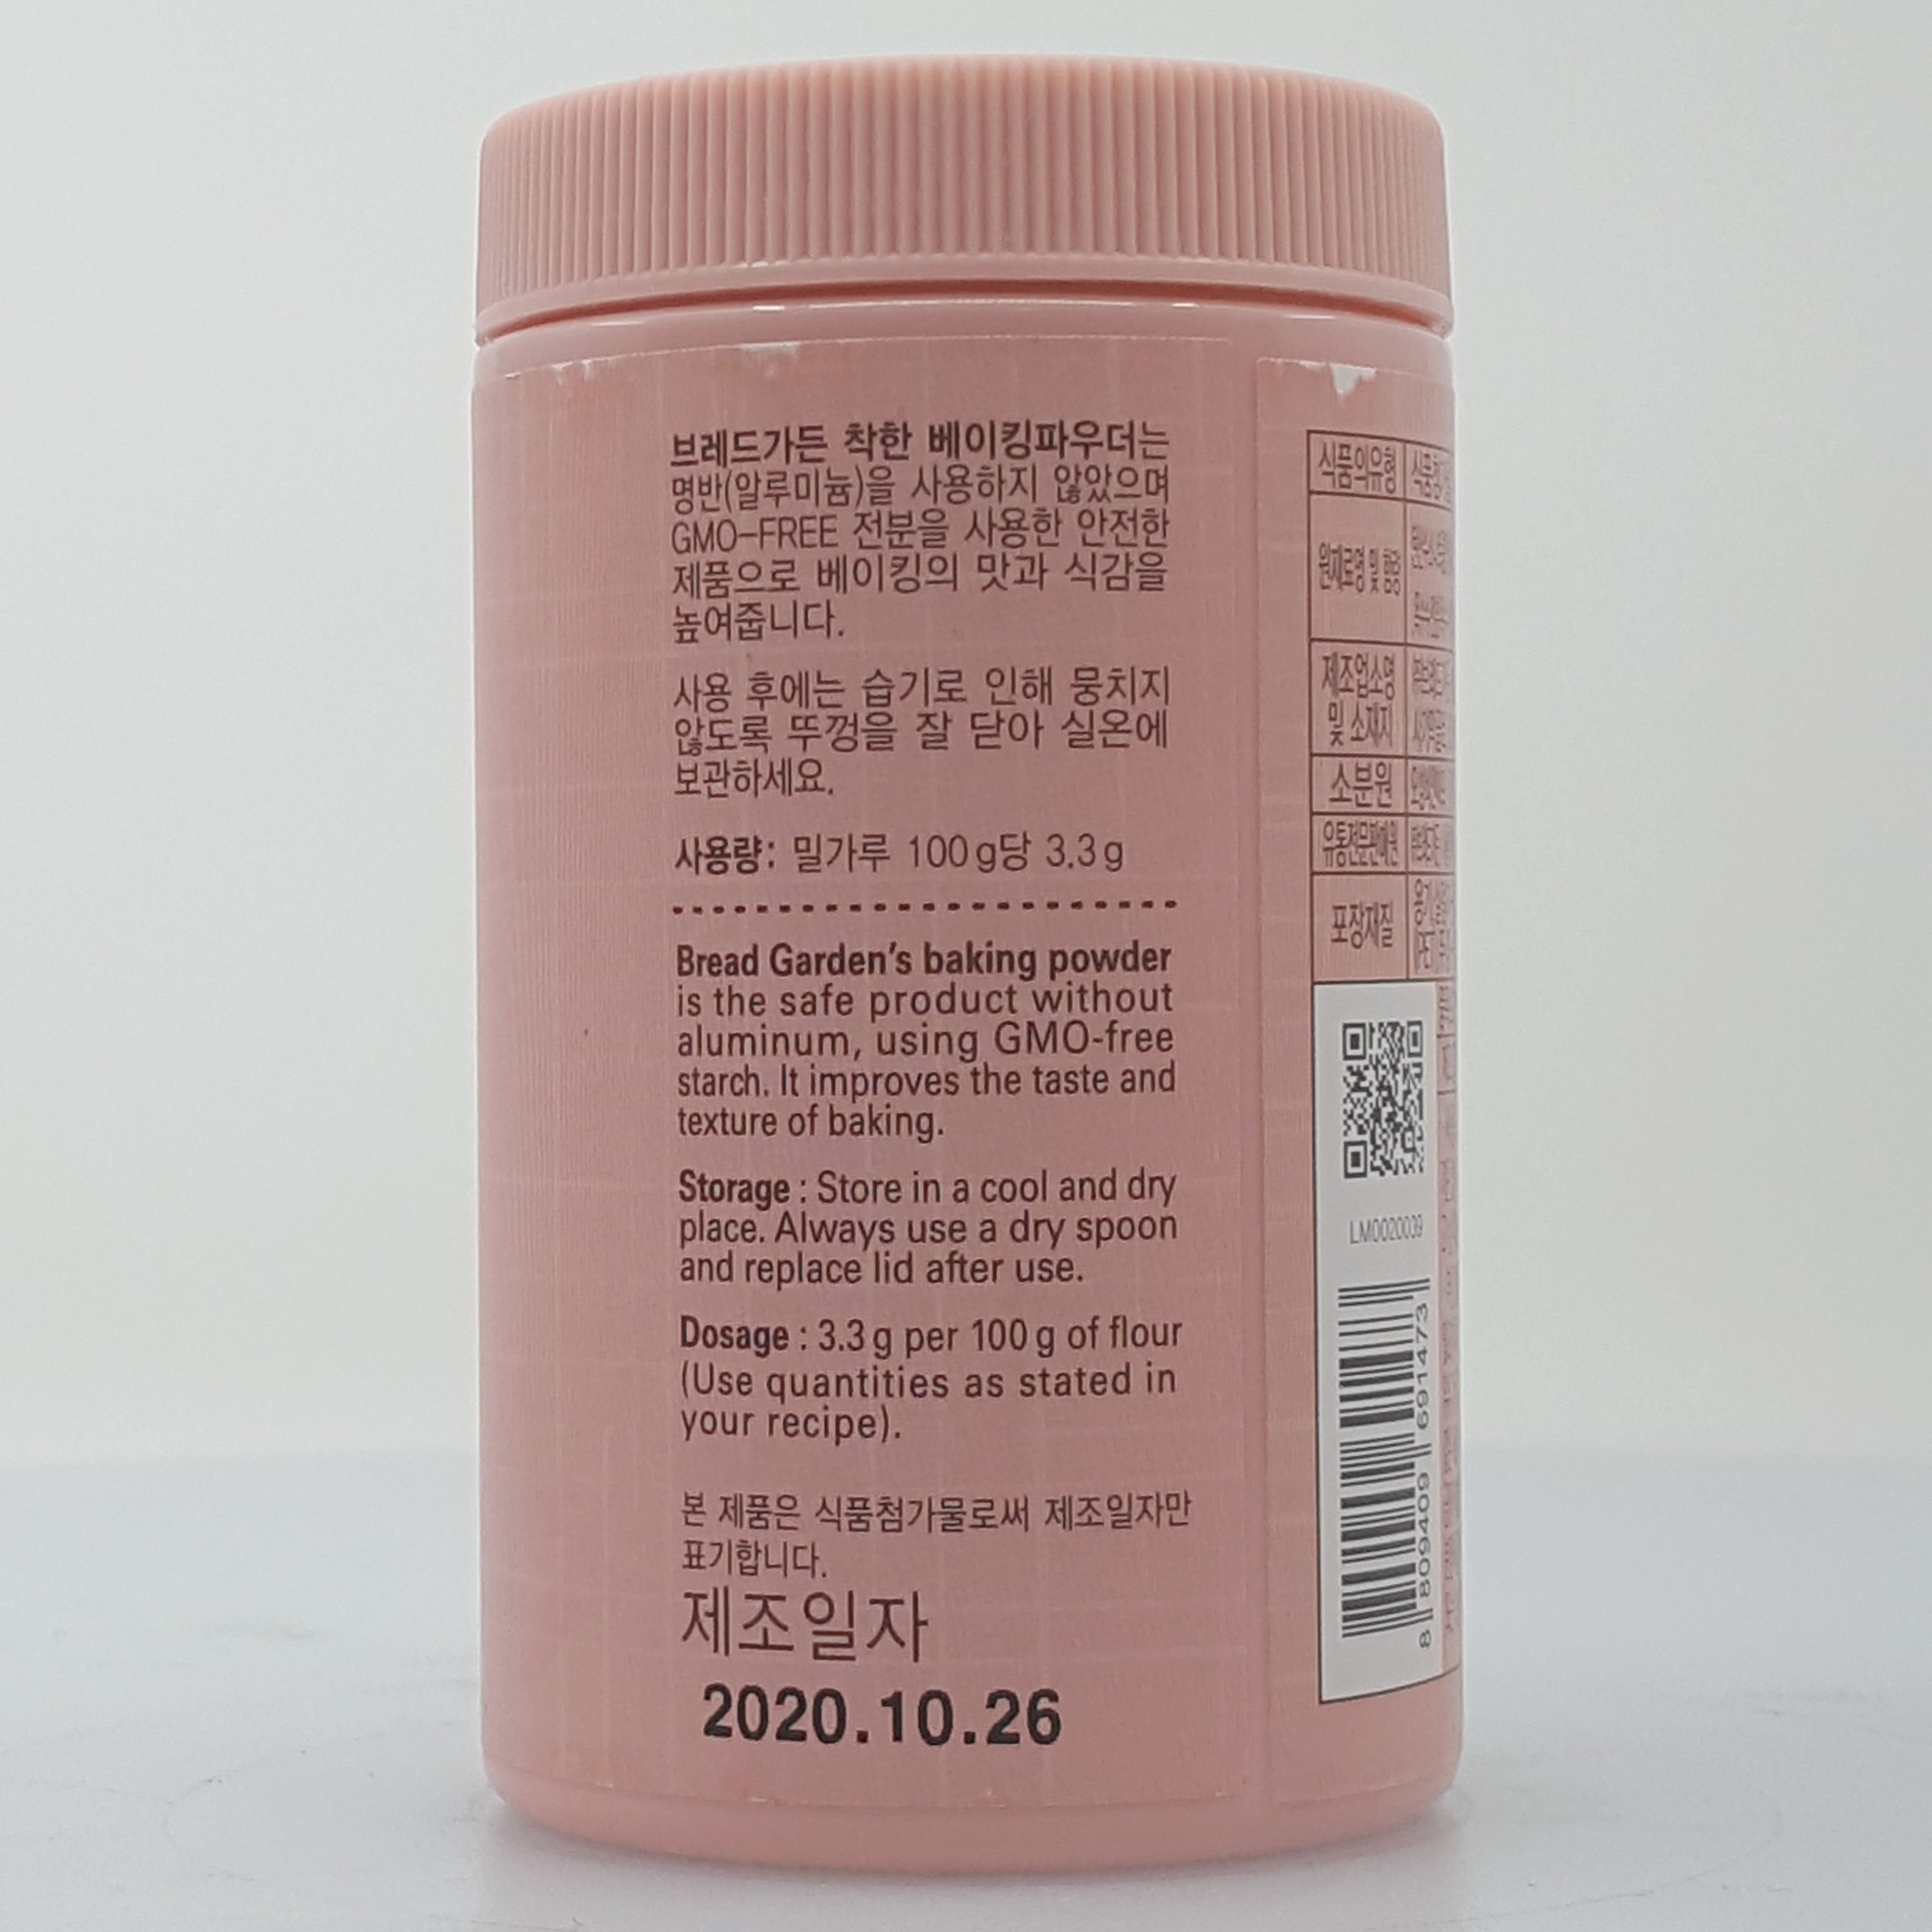 브레드가든 착한 베이킹파우더는
명반(알루미늄)을 사용하지 않았으며
GMO-FREE 전분을 사용한 안전한
제품으로 베이킹의 맛과 식감을
높여줍니다.
사용 후에는 습기로 인해 뭉치지
않도록 뚜껑을 잘 닫아 실온에
보관하세요.
사용량: 밀가루 100g당 3.3g
Bread Garden's baking powder
is the safe product without
aluminum, using GMO-free
starch. It improves the taste and
texture of baking.
Storage : Store in a cool and dry
place. Always use a dry spoon
and replace lid after use.
Dosage : 3.3g per 100g of flour
(Use quantities as stated in
your recipe).
본 제품은 식품첨가물로써 제조일자만
표기합니다.
제조일자
2020.10.26
식품의유형
원재료명 및 함량
제조업소명
및 소재지
소분원
유통전문판매원
포장재질
LM0020039
8 809409 691473